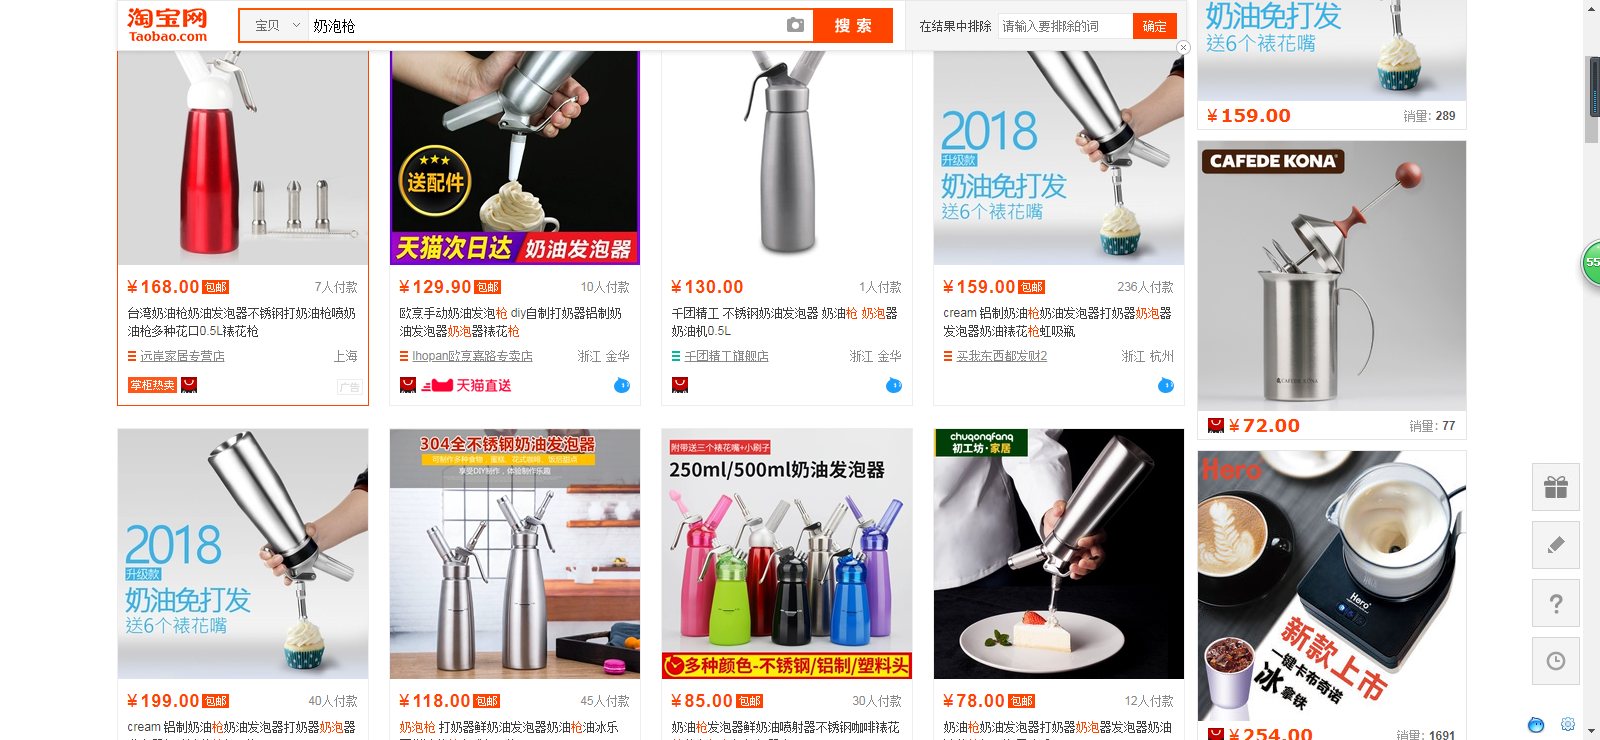 淘宝网
Taobao.com
宝贝
奶泡枪
搜 索
在结果中排除
请输入要排除的词
确定
奶油免打发
送6个裱花嘴
¥159.00
销量: 289
送配件
天猫次日达
奶油发泡器
2018
升级款
奶油免打发
送6个裱花嘴
CAFEDE KONA
¥168.00 包邮
7人付款
台湾奶油枪奶油发泡器不锈钢打奶油枪喷奶
油枪多种花口0.5L裱花枪
远岸家居专营店
上海
掌柜热卖
广告
¥129.90 包邮
10人付款
欧亨手动奶油发泡枪 diy自制打奶器铝制奶
油发泡器奶泡器裱花枪
lhopan欧亨嘉路专卖店
浙江 金华
天猫直送
¥130.00
1人付款
千团精工 不锈钢奶油发泡器 奶油枪 奶泡器
奶油机0.5L
千团精工旗舰店
浙江 金华
¥159.00 包邮
236人付款
cream 铝制奶油枪奶油发泡器打奶器奶泡器
发泡器奶油裱花枪虹吸瓶
买我东西都发财2
浙江 杭州
CAFEDE KONA
¥72.00
销量: 77
2018
升级款
奶油免打发
送6个裱花嘴
304全不锈钢奶油发泡器
享受DIY制作，体验制作乐趣
附带送三个裱花嘴+小刷子
250ml/500ml奶油发泡器
多种颜色-不锈钢/铝制/塑料头
chugongfang
初工坊·家居
Hero
Hero
新款上市
一键卡布奇诺
冰拿铁
¥199.00 包邮
40人付款
cream 铝制奶油枪奶油发泡器打奶器奶泡器
¥118.00 包邮
45人付款
奶泡枪 打奶器鲜奶油发泡器奶油枪油冰乐
¥85.00 包邮
30人付款
奶油枪发泡器鲜奶油喷射器不锈钢咖啡裱花
¥78.00 包邮
12人付款
奶油枪奶油发泡器打奶器奶泡器发泡器奶油
¥254.00
销量: 1691
55